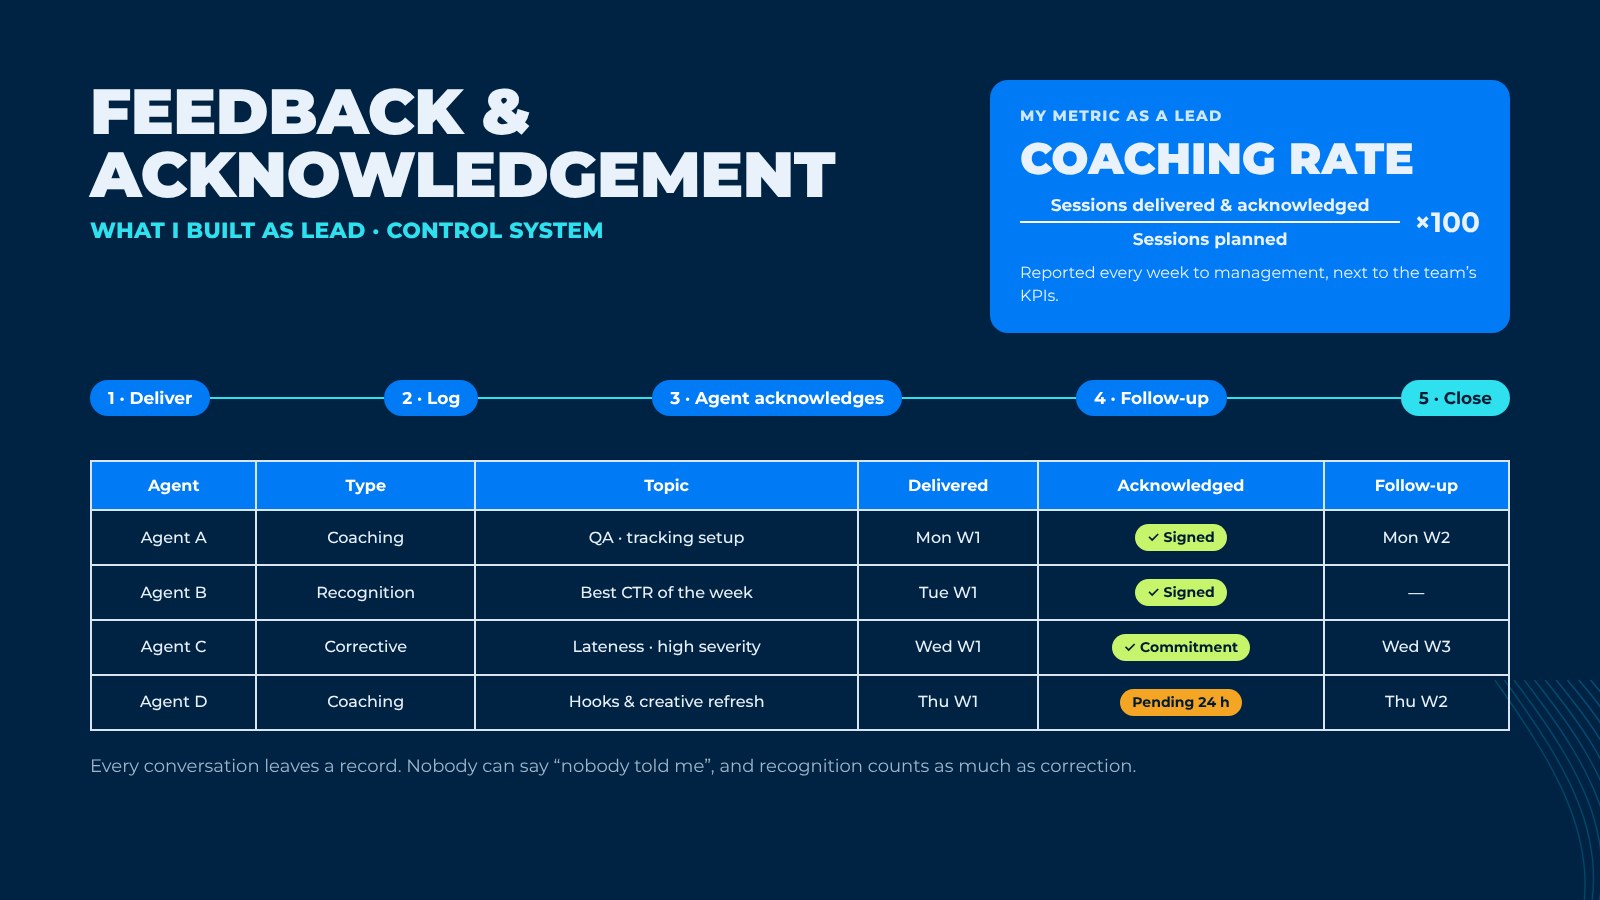 FEEDBACK &
ACKNOWLEDGEMENT
WHAT I BUILT AS LEAD · CONTROL SYSTEM
MY METRIC AS A LEAD
COACHING RATE
Sessions delivered & acknowledged
Sessions planned
×100
Reported every week to management, next to the team’s
KPIs.
1 · Deliver
2 · Log
3 · Agent acknowledges
4 · Follow-up
5 · Close
Agent Type Topic Delivered Acknowledged Follow-up
Agent A Coaching QA · tracking setup Mon W1 ✓ Signed Mon W2
Agent B Recognition Best CTR of the week Tue W1 ✓ Signed —
Agent C Corrective Lateness · high severity Wed W1 ✓ Commitment Wed W3
Agent D Coaching Hooks & creative refresh Thu W1 Pending 24 h Thu W2
Every conversation leaves a record. Nobody can say “nobody told me”, and recognition counts as much as correction.